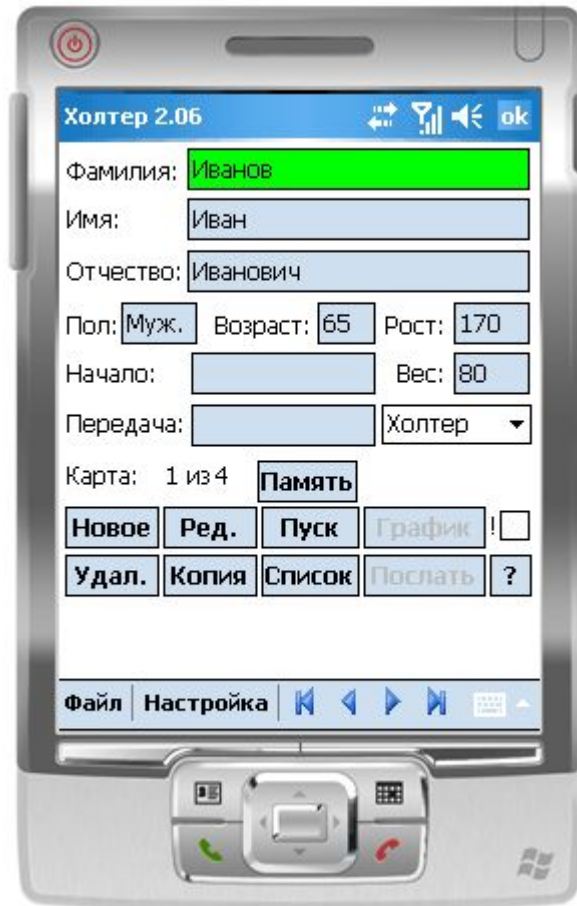 Холтер 2.06 ok
Фамилия: Иванов
Имя: Иван
Отчество: Иванович
Пол: Муж. Возраст: 65 Рост: 170
Начало: Вес: 80
Передача: Холтер
Карта: 1 из 4 Память
Новое Ред. Пуск График !
Удал. Копия Список Послать ?
Файл Настройка